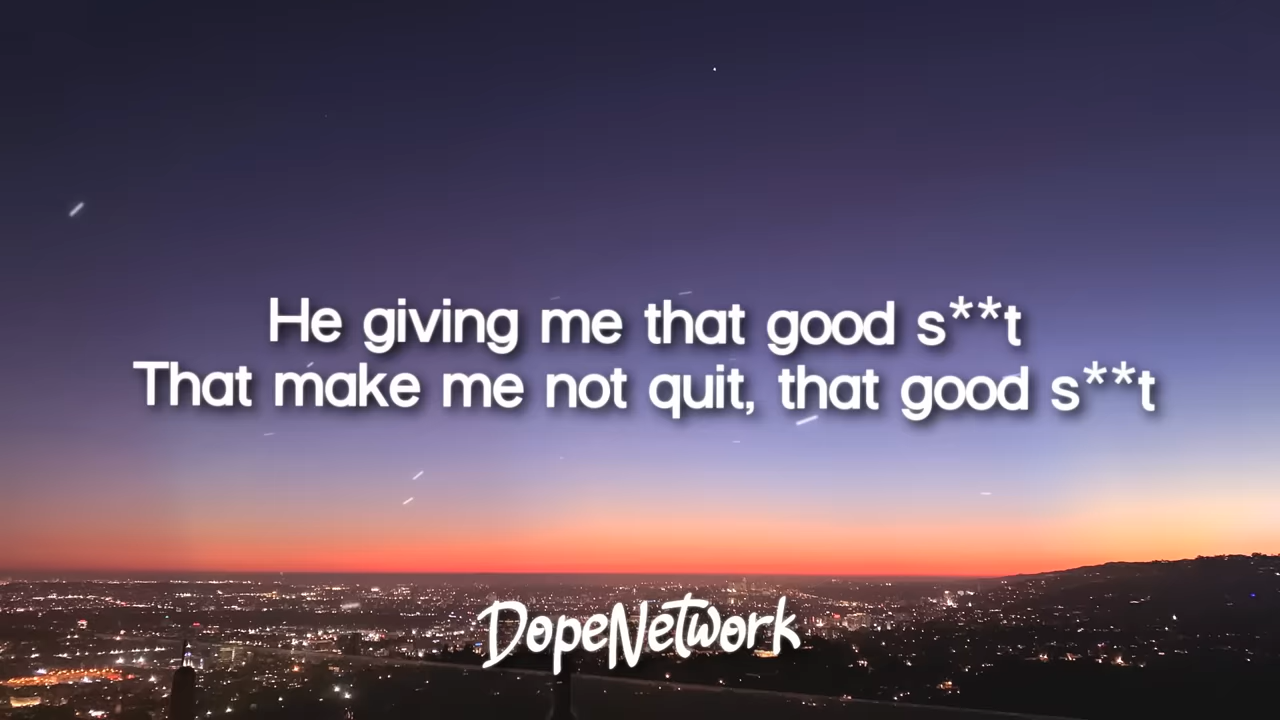 He giving me that good s**t
That make me not quit, that good s**t
DopeNetwork